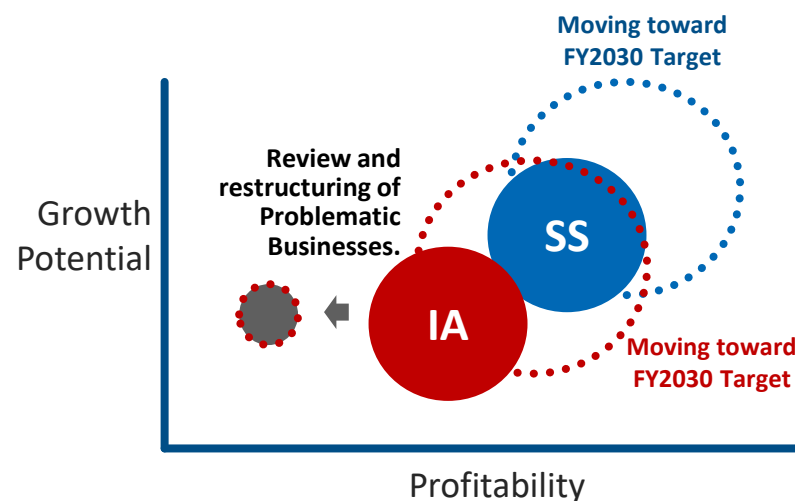 Moving toward
FY2030 Target
Review and
restructuring of
Problematic
Businesses.
Growth
Potential
SS
IA
Moving toward
FY2030 Target
Profitability